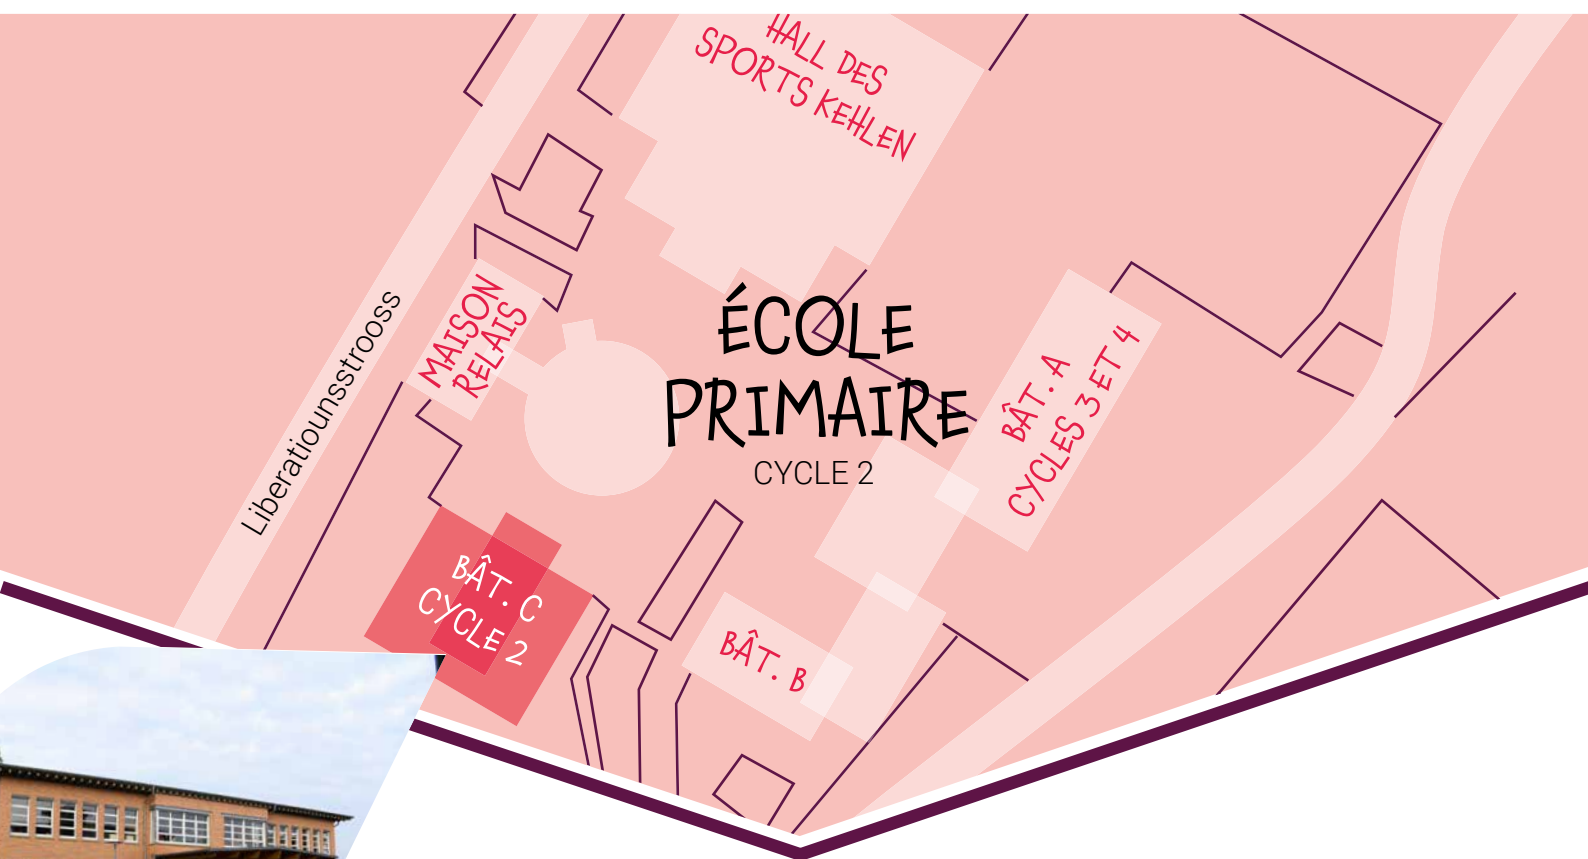 HALL DES
SPORTS KEHLEN
MAISON
RELAIS
Liberatiounsstrooss
ÉCOLE
PRIMAIRE
CYCLE 2
BÂT. A
CYCLES 3 ET 4
BÂT. C
CYCLE 2
BÂT. B